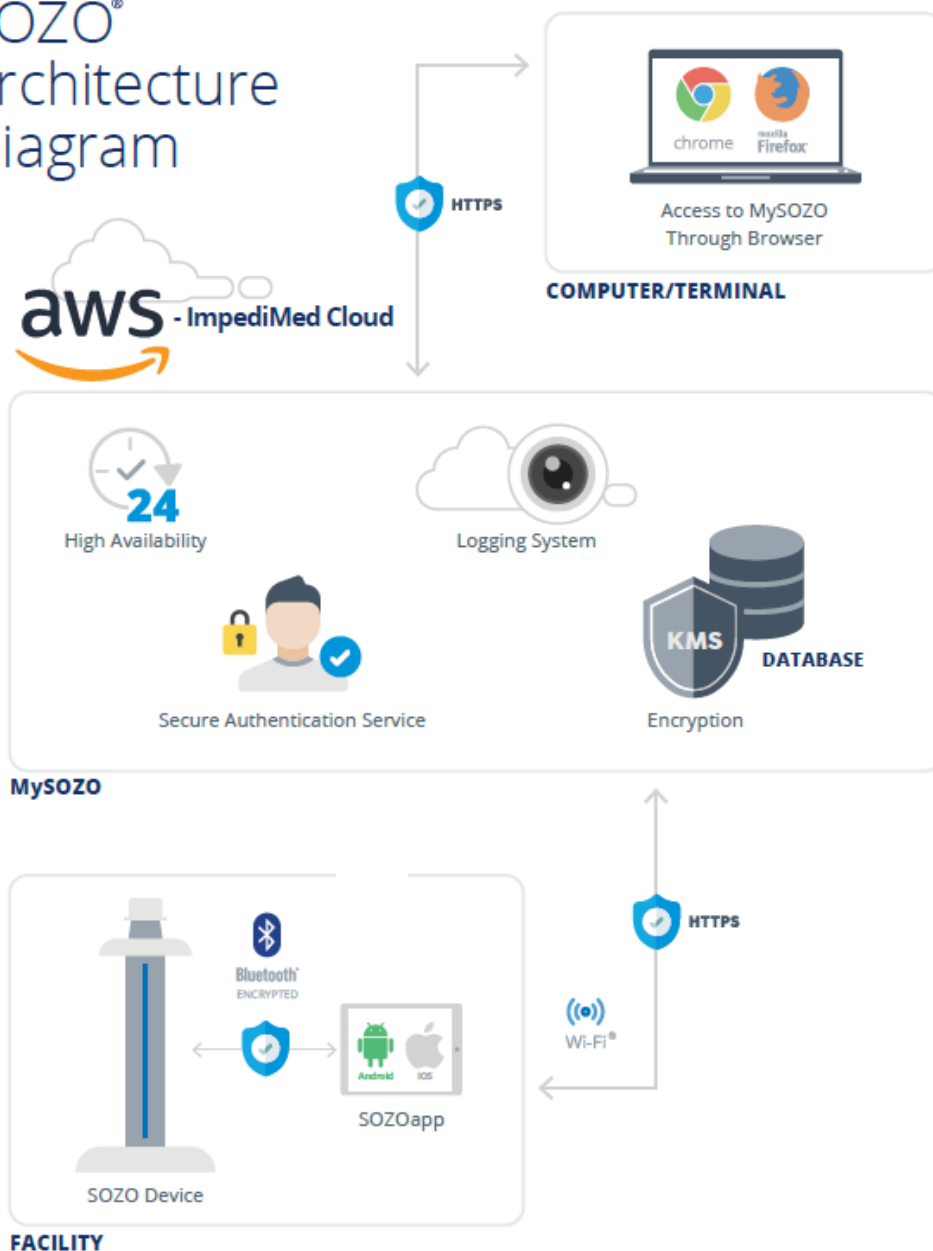 OZO®
rchitecture
iagram
HTTPS
chrome
mozilla
Firefox
Access to MySOZO
Through Browser
COMPUTER/TERMINAL
aws - ImpediMed Cloud
24
High Availability
Logging System
KMS
DATABASE
Secure Authentication Service
Encryption
MySOZO
HTTPS
Bluetooth®
ENCRYPTED
Wi-Fi®
Android
iOS
SOZOapp
SOZO Device
FACILITY